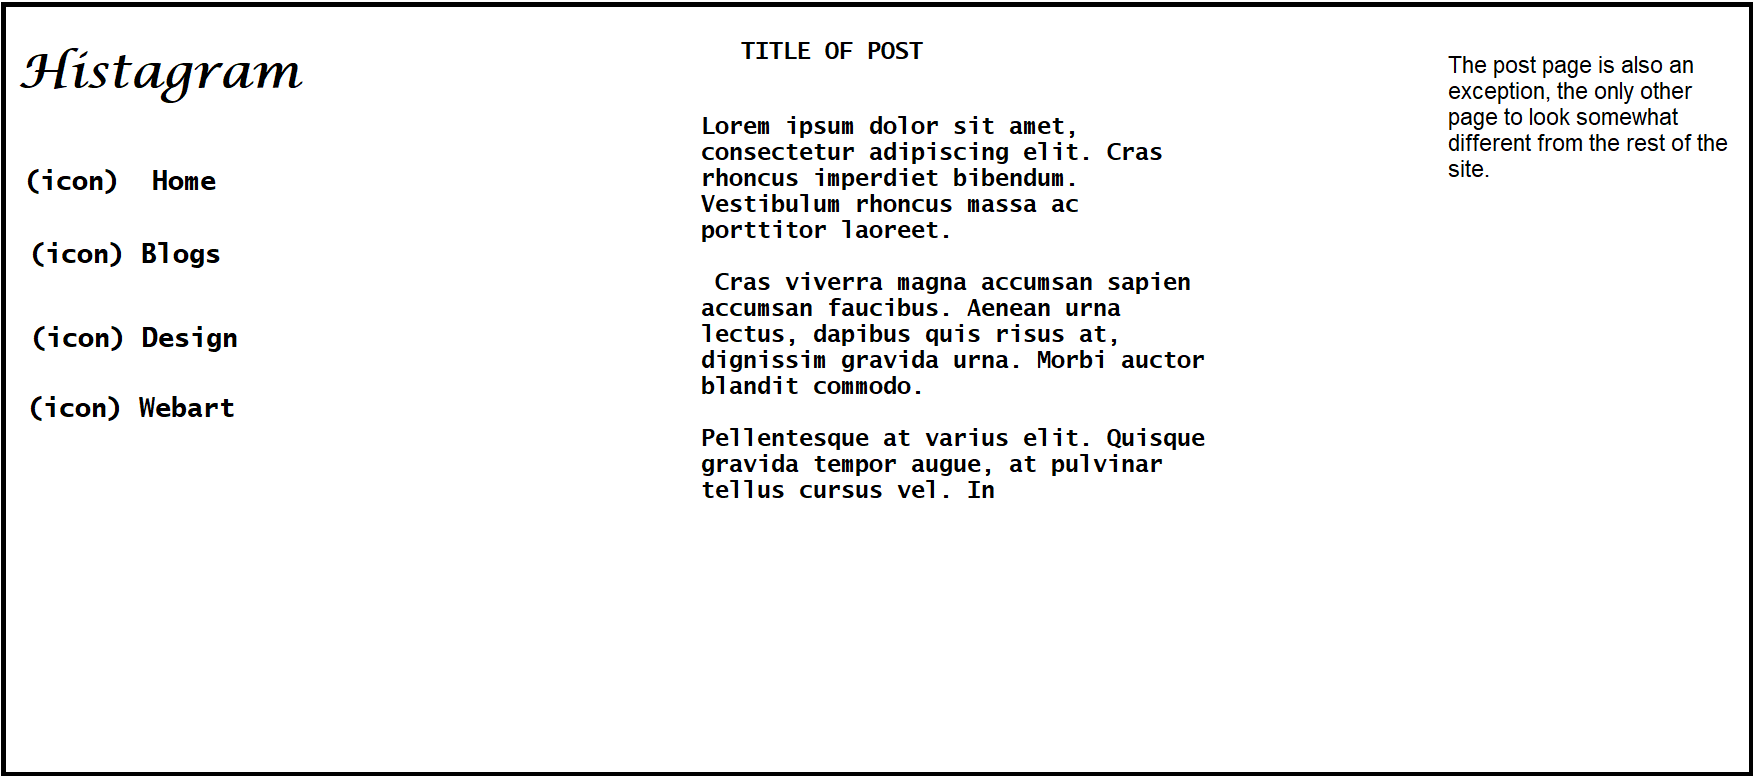 Histagram
(icon) Home
(icon) Blogs
(icon) Design
(icon) Webart
TITLE OF POST
Lorem ipsum dolor sit amet,
consectetur adipiscing elit. Cras
rhoncus imperdiet bibendum.
Vestibulum rhoncus massa ac
porttitor laoreet.
Cras viverra magna accumsan sapien
accumsan faucibus. Aenean urna
lectus, dapibus quis risus at,
dignissim gravida urna. Morbi auctor
blandit commodo.
Pellentesque at varius elit. Quisque
gravida tempor augue, at pulvinar
tellus cursus vel. In
The post page is also an
exception, the only other
page to look somewhat
different from the rest of the
site.